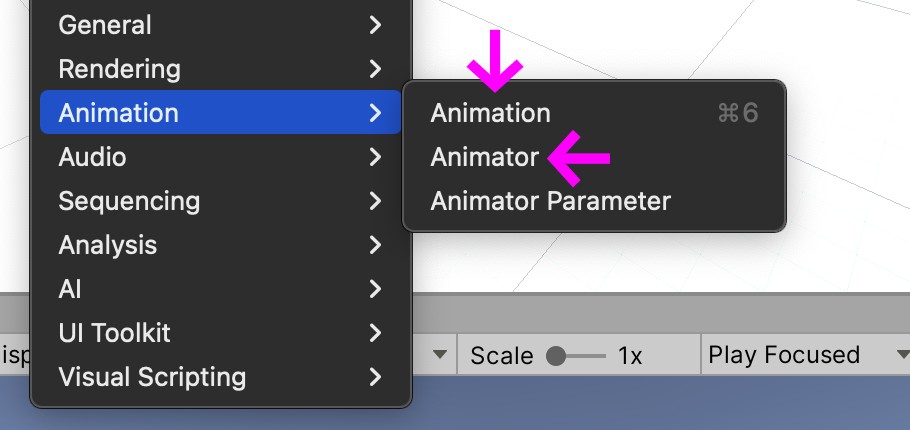 General
Rendering
Animation
Audio
Sequencing
Analysis
AI
UI Toolkit
Visual Scripting
Animation ⌘6
Animator
Animator Parameter
Scale 1x
Play Focused